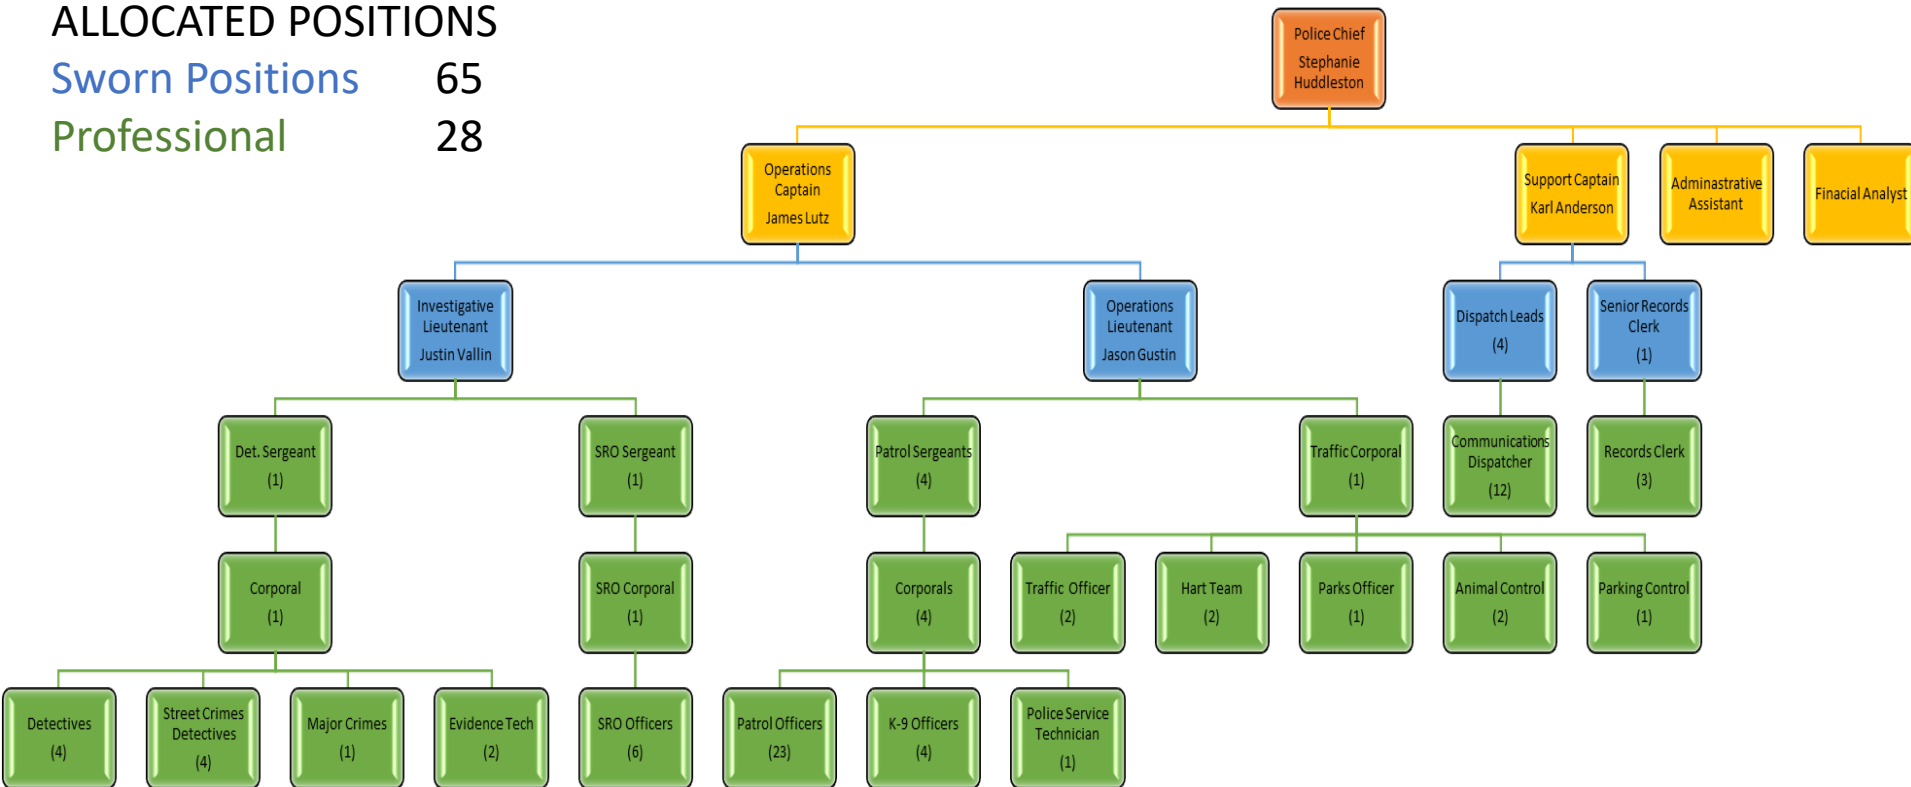 ALLOCATED POSITIONS
Sworn Positions 65
Professional 28
Police Chief
Stephanie
Huddleston
Operations
Captain
James Lutz
Support Captain
Karl Anderson
Adminastrative
Assistant
Finacial Analyst
Investigative
Lieutenant
Justin Vallin
Operations
Lieutenant
Jason Gustin
Dispatch Leads
(4)
Senior Records
Clerk
(1)
Det. Sergeant
(1)
SRO Sergeant
(1)
Patrol Sergeants
(4)
Traffic Corporal
(1)
Communications
Dispatcher
(12)
Records Clerk
(3)
Corporal
(1)
SRO Corporal
(1)
Corporals
(4)
Traffic Officer
(2)
Hart Team
(2)
Parks Officer
(1)
Animal Control
(2)
Parking Control
(1)
Detectives
(4)
Street Crimes
Detectives
(4)
Major Crimes
(1)
Evidence Tech
(2)
SRO Officers
(6)
Patrol Officers
(23)
K-9 Officers
(4)
Police Service
Technician
(1)